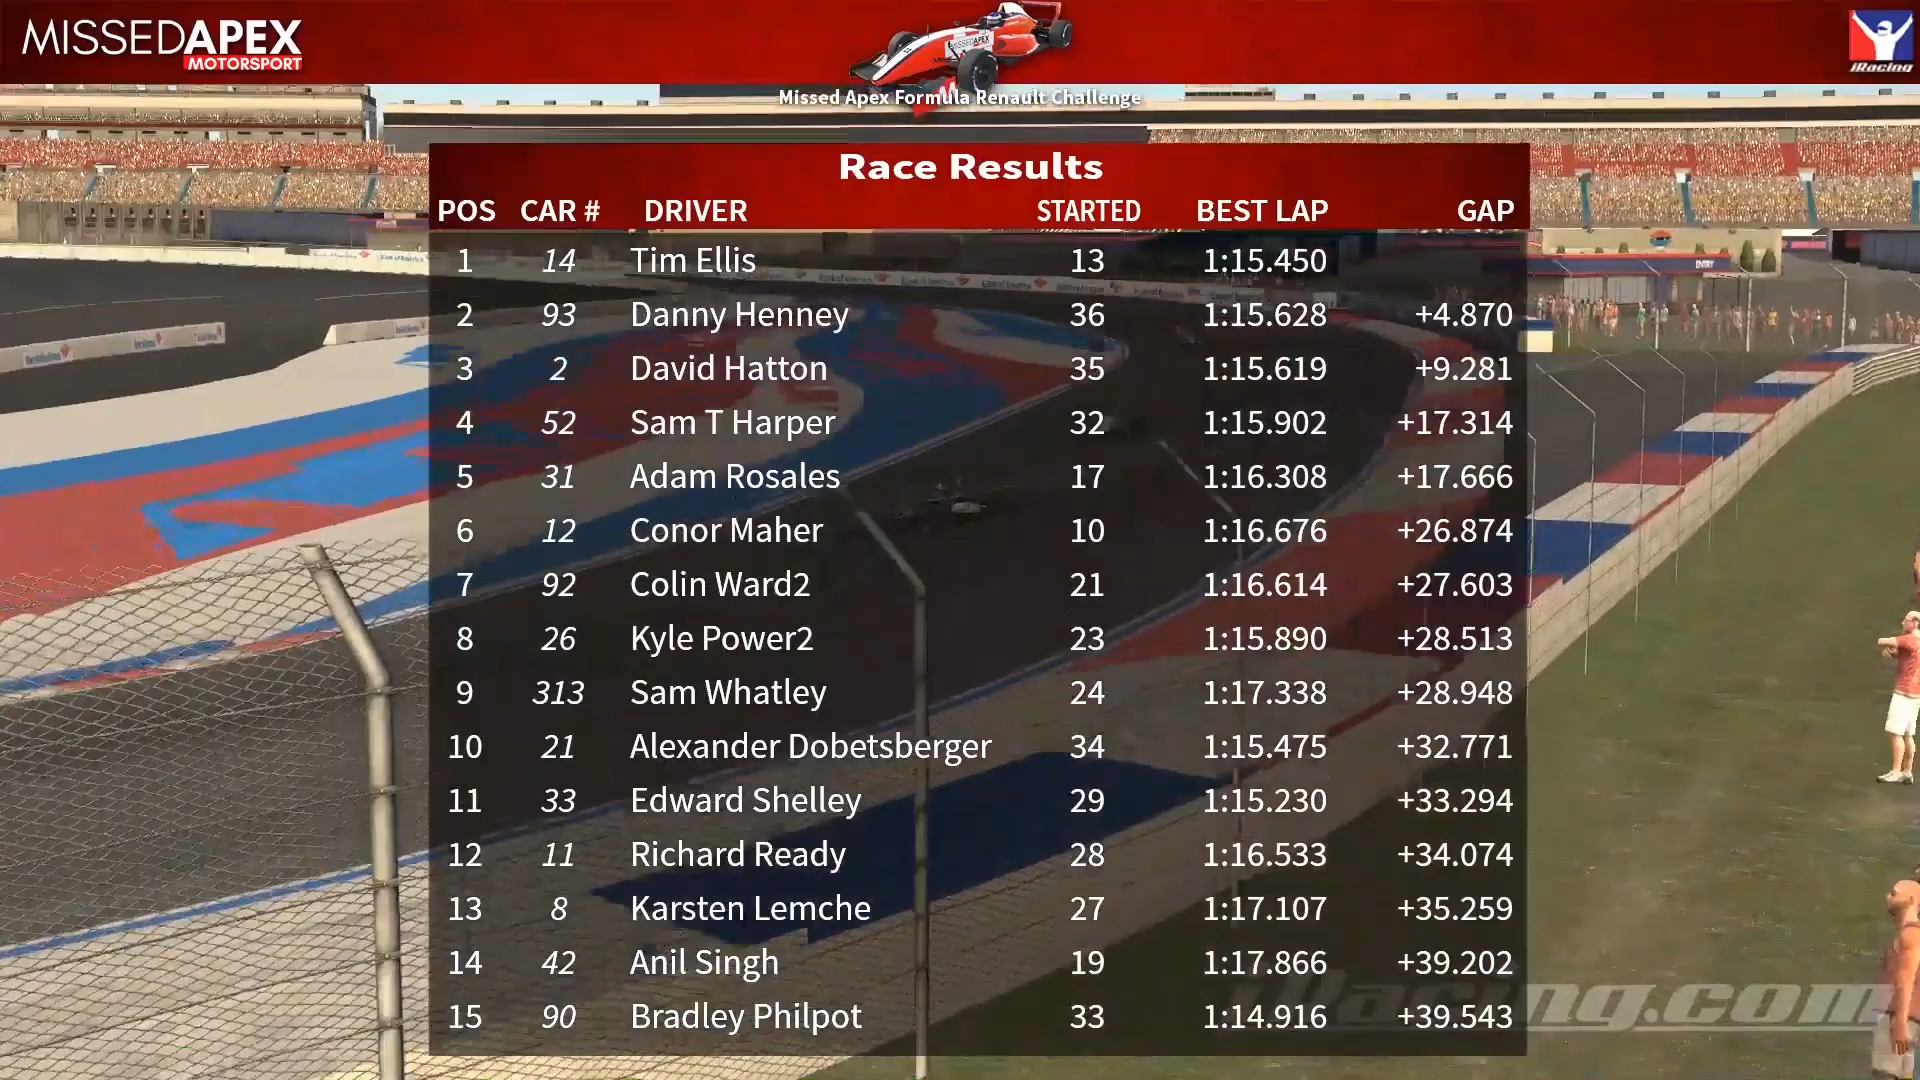 MISSEDAPEX
MOTORSPORT
MISSEDAPEX
iRacing
Missed Apex Formula Renault Challenge
Race Results
POS CAR # DRIVER STARTED BEST LAP GAP
1 14 Tim Ellis 13 1:15.450
2 93 Danny Henney 36 1:15.628 +4.870
3 2 David Hatton 35 1:15.619 +9.281
4 52 Sam T Harper 32 1:15.902 +17.314
5 31 Adam Rosales 17 1:16.308 +17.666
6 12 Conor Maher 10 1:16.676 +26.874
7 92 Colin Ward2 21 1:16.614 +27.603
8 26 Kyle Power2 23 1:15.890 +28.513
9 313 Sam Whatley 24 1:17.338 +28.948
10 21 Alexander Dobetsberger 34 1:15.475 +32.771
11 33 Edward Shelley 29 1:15.230 +33.294
12 11 Richard Ready 28 1:16.533 +34.074
13 8 Karsten Lemche 27 1:17.107 +35.259
14 42 Anil Singh 19 1:17.866 +39.202
15 90 Bradley Philpot 33 1:14.916 +39.543
ENTRY
iRacing.com